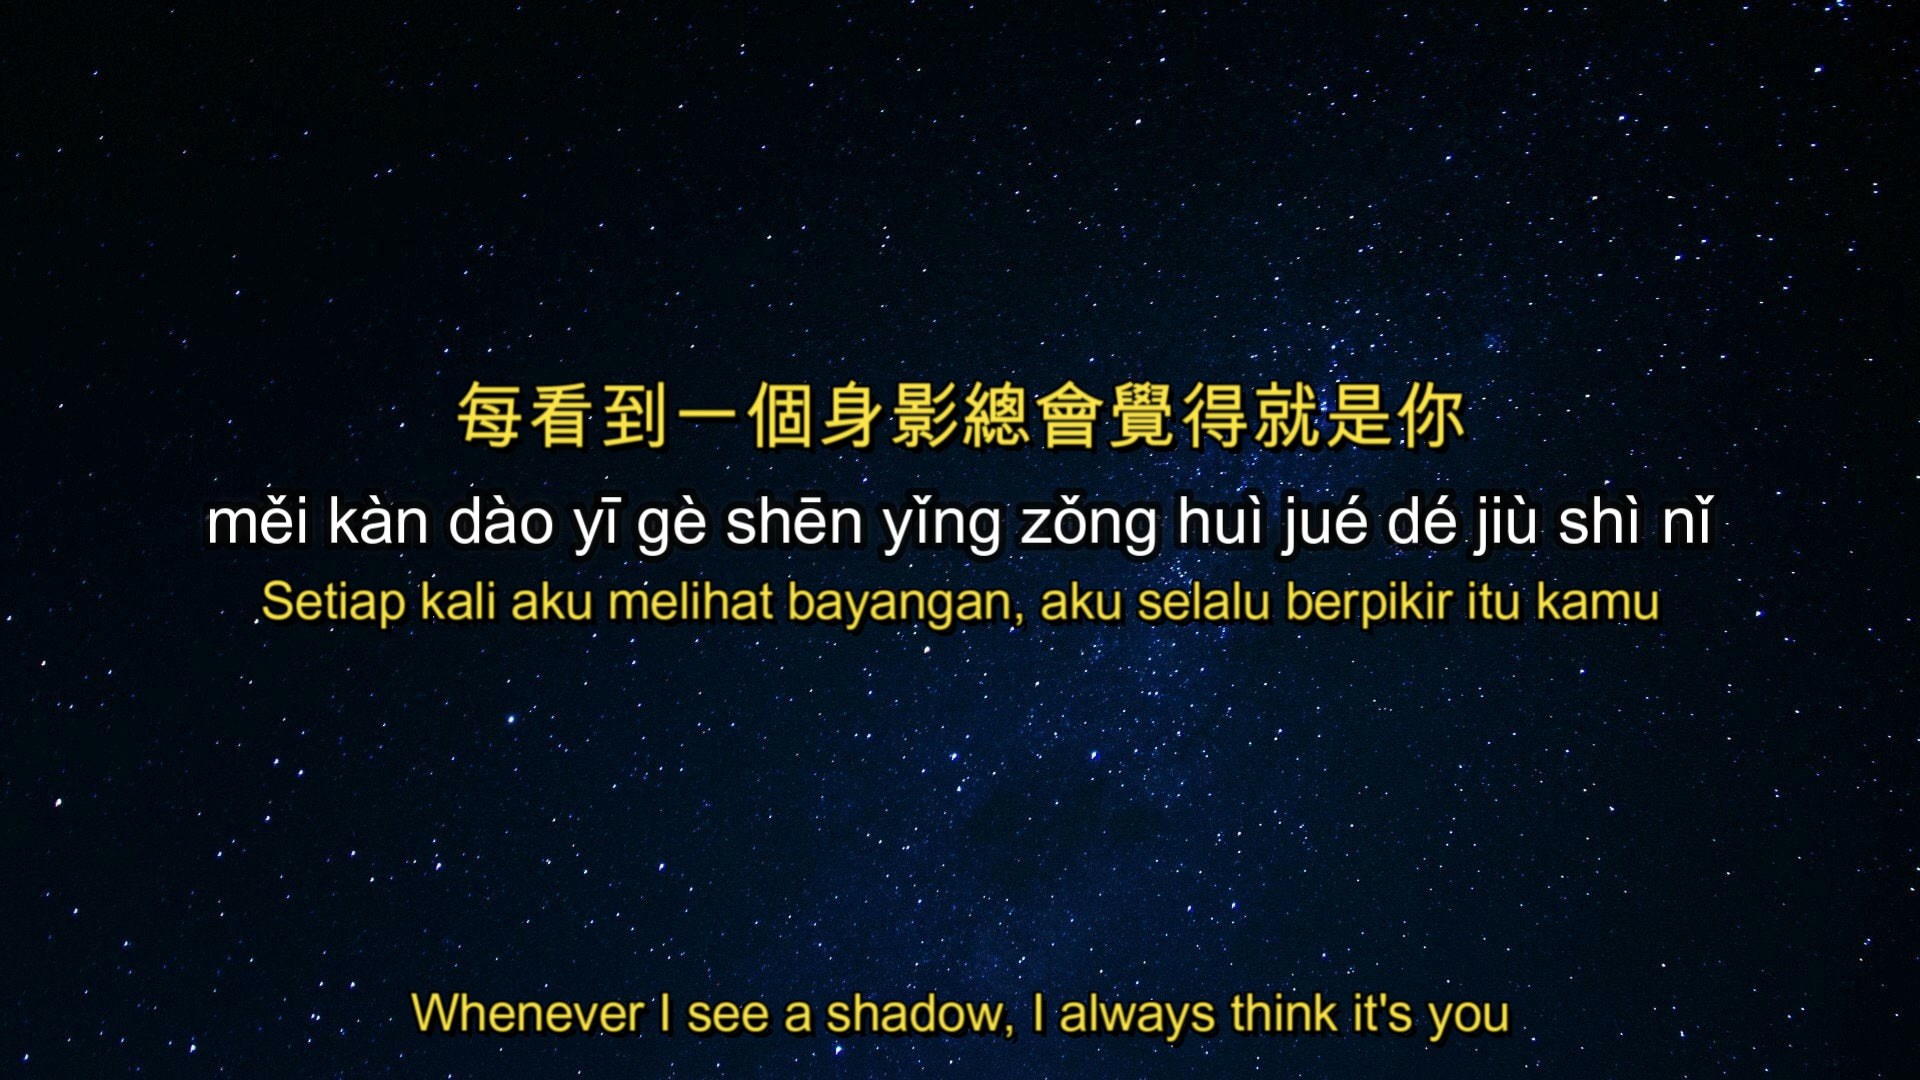 每看到一個身影總會覺得就是你
měi kàn dào yī gè shēn yǐng zǒng huì jué dé jiù shì nǐ
Setiap kali aku melihat bayangan, aku selalu berpikir itu kamu
Whenever I see a shadow, I always think it's you